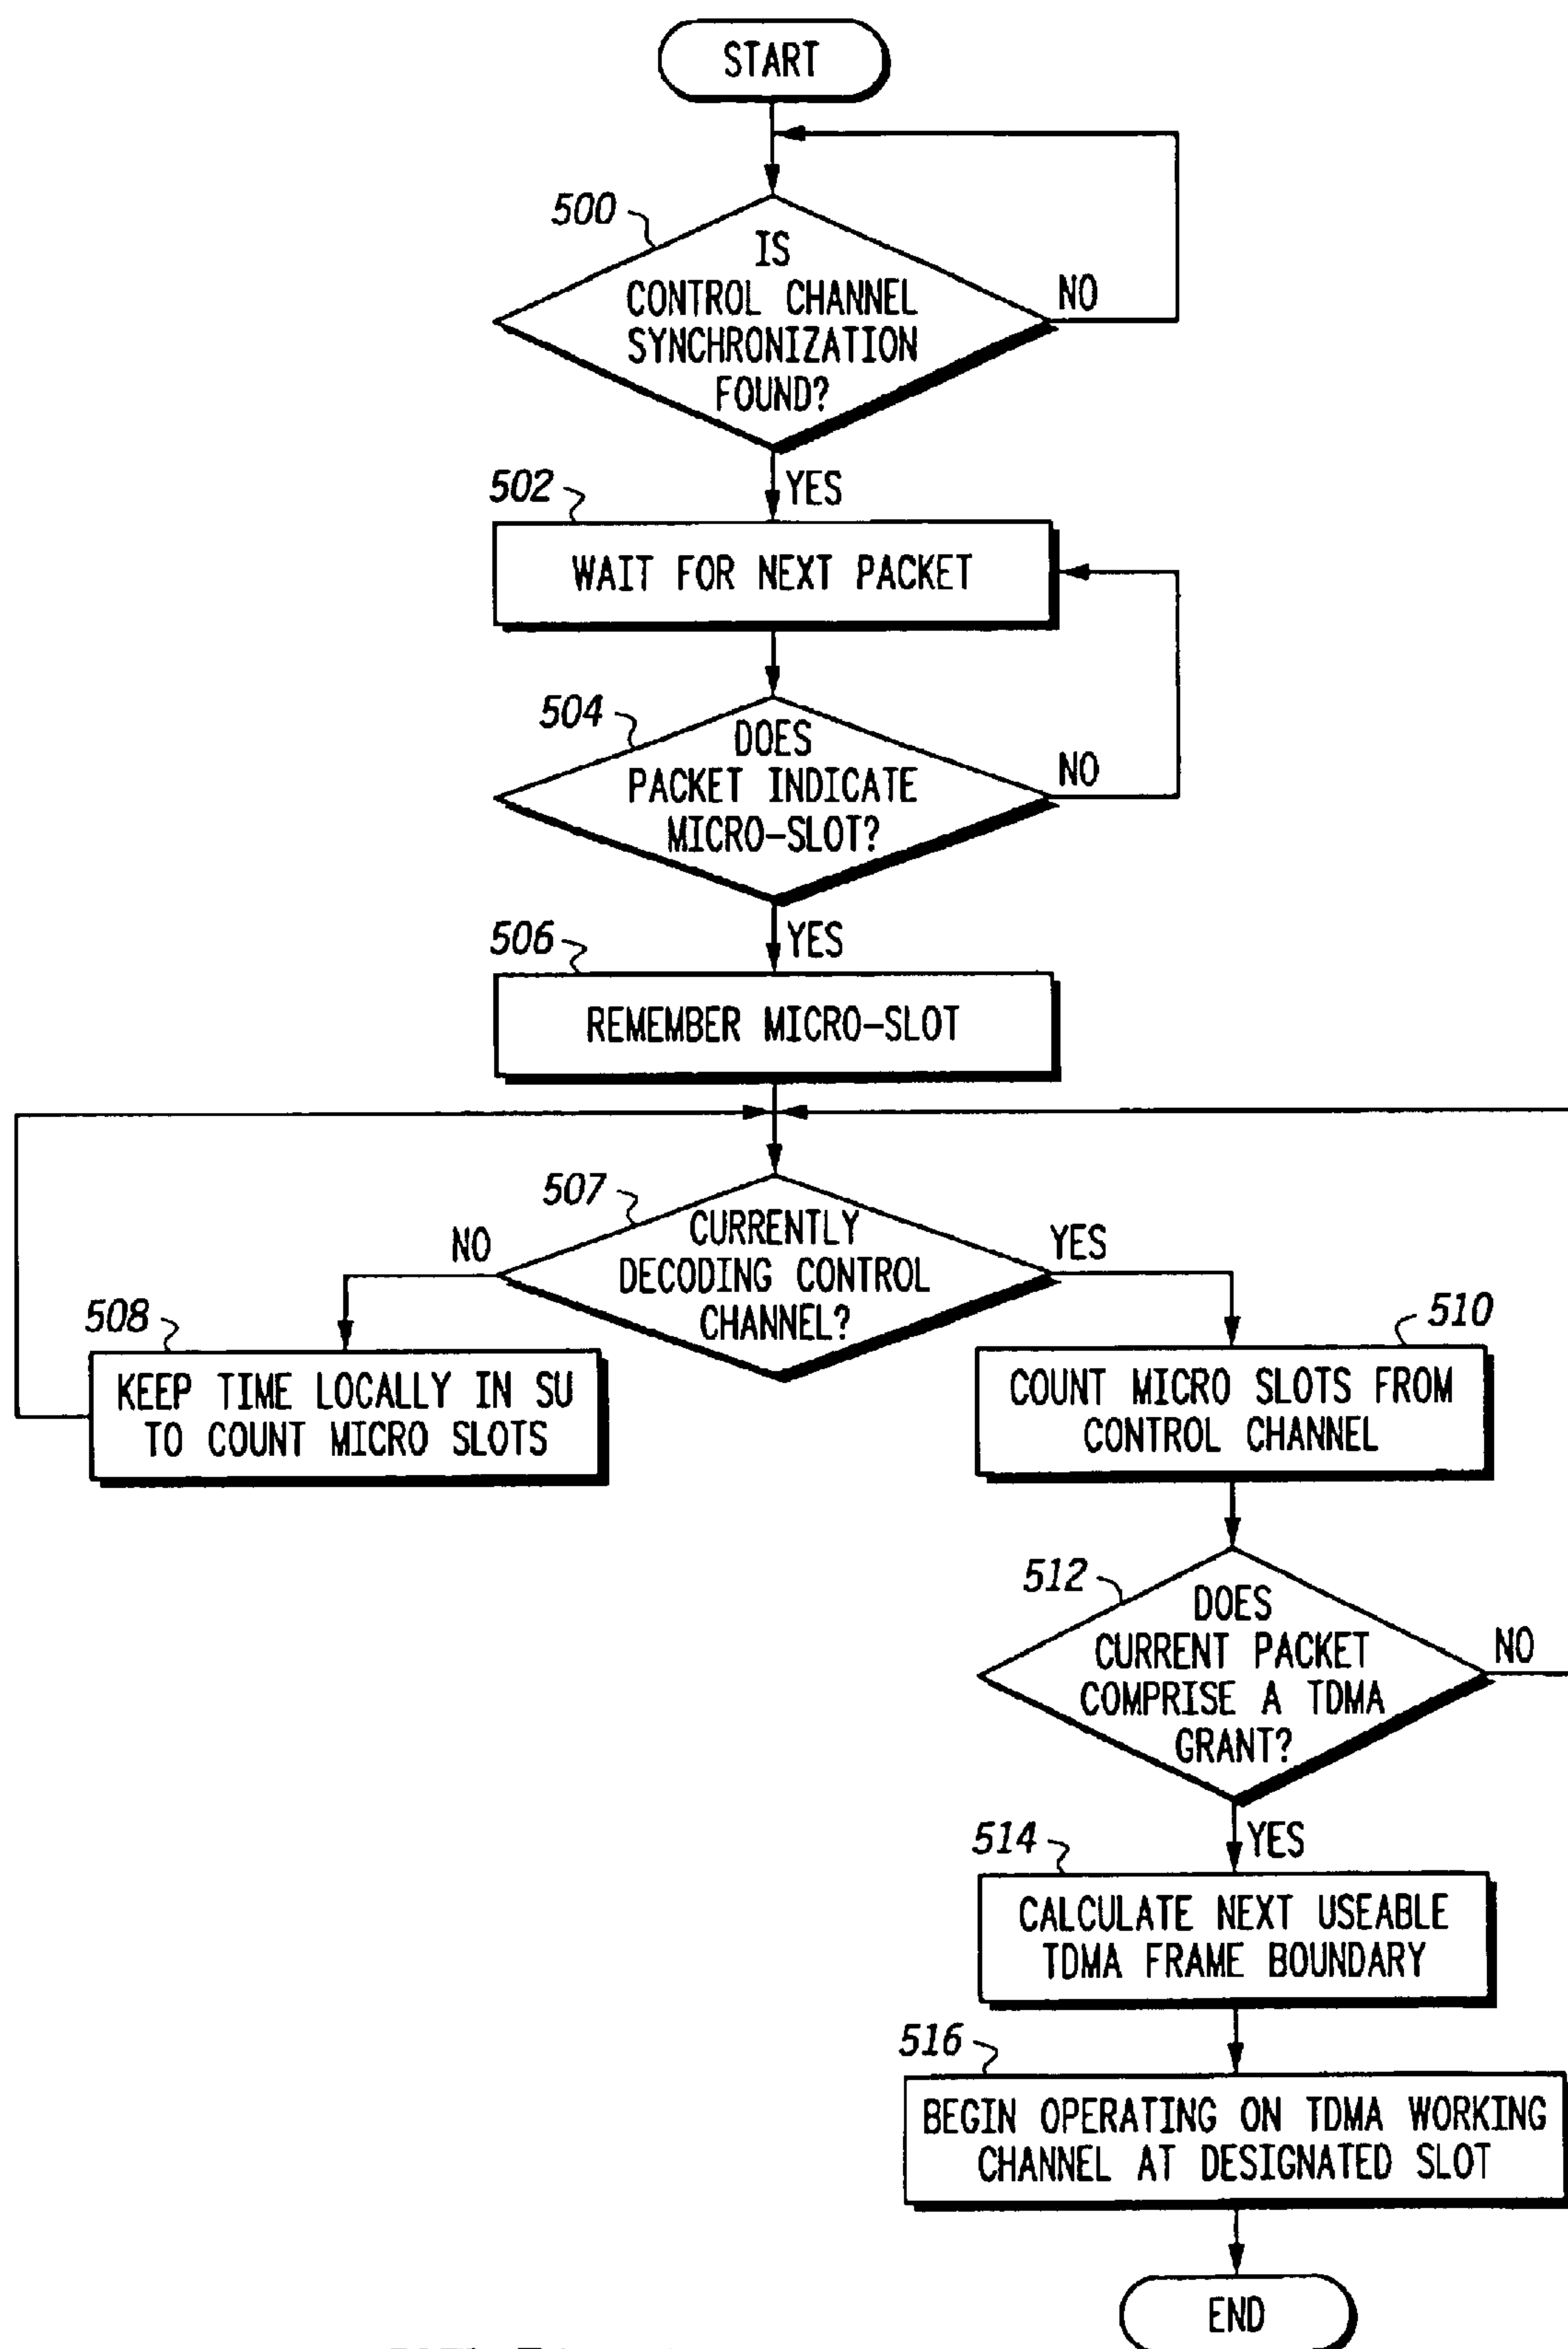 START
500
IS
CONTROL CHANNEL
SYNCHRONIZATION
FOUND?
NO
YES
502
WAIT FOR NEXT PACKET
504
DOES
PACKET INDICATE
MICRO-SLOT?
NO
YES
506
REMEMBER MICRO-SLOT
507
CURRENTLY
DECODING CONTROL
CHANNEL?
NO
YES
508
KEEP TIME LOCALLY IN SU
TO COUNT MICRO SLOTS
510
COUNT MICRO SLOTS FROM
CONTROL CHANNEL
512
DOES
CURRENT PACKET
COMPRISE A TDMA
GRANT?
NO
YES
514
CALCULATE NEXT USEABLE
TDMA FRAME BOUNDARY
516
BEGIN OPERATING ON TDMA WORKING
CHANNEL AT DESIGNATED SLOT
END